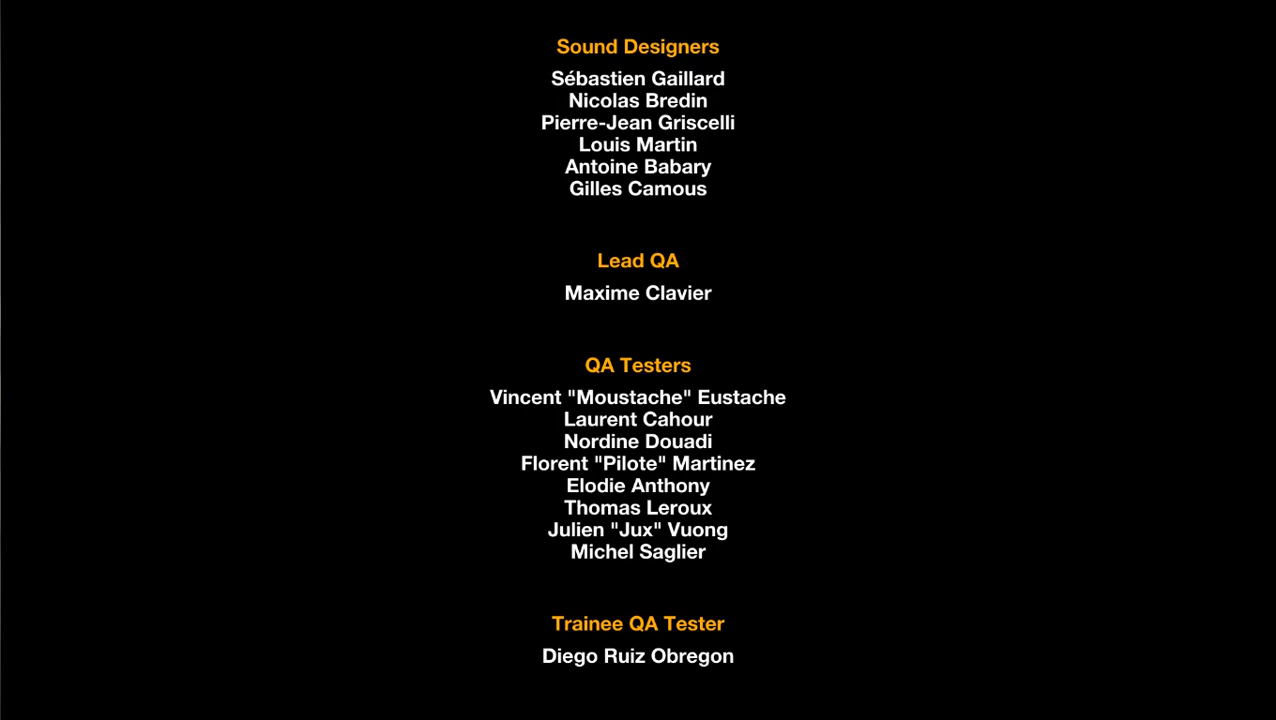 Sound Designers
Sébastien Gaillard
Nicolas Bredin
Pierre-Jean Griscelli
Louis Martin
Antoine Babary
Gilles Camous
Lead QA
Maxime Clavier
QA Testers
Vincent "Moustache" Eustache
Laurent Cahour
Nordine Douadi
Florent "Pilote" Martinez
Elodie Anthony
Thomas Leroux
Julien "Jux" Vuong
Michel Saglier
Trainee QA Tester
Diego Ruiz Obregon